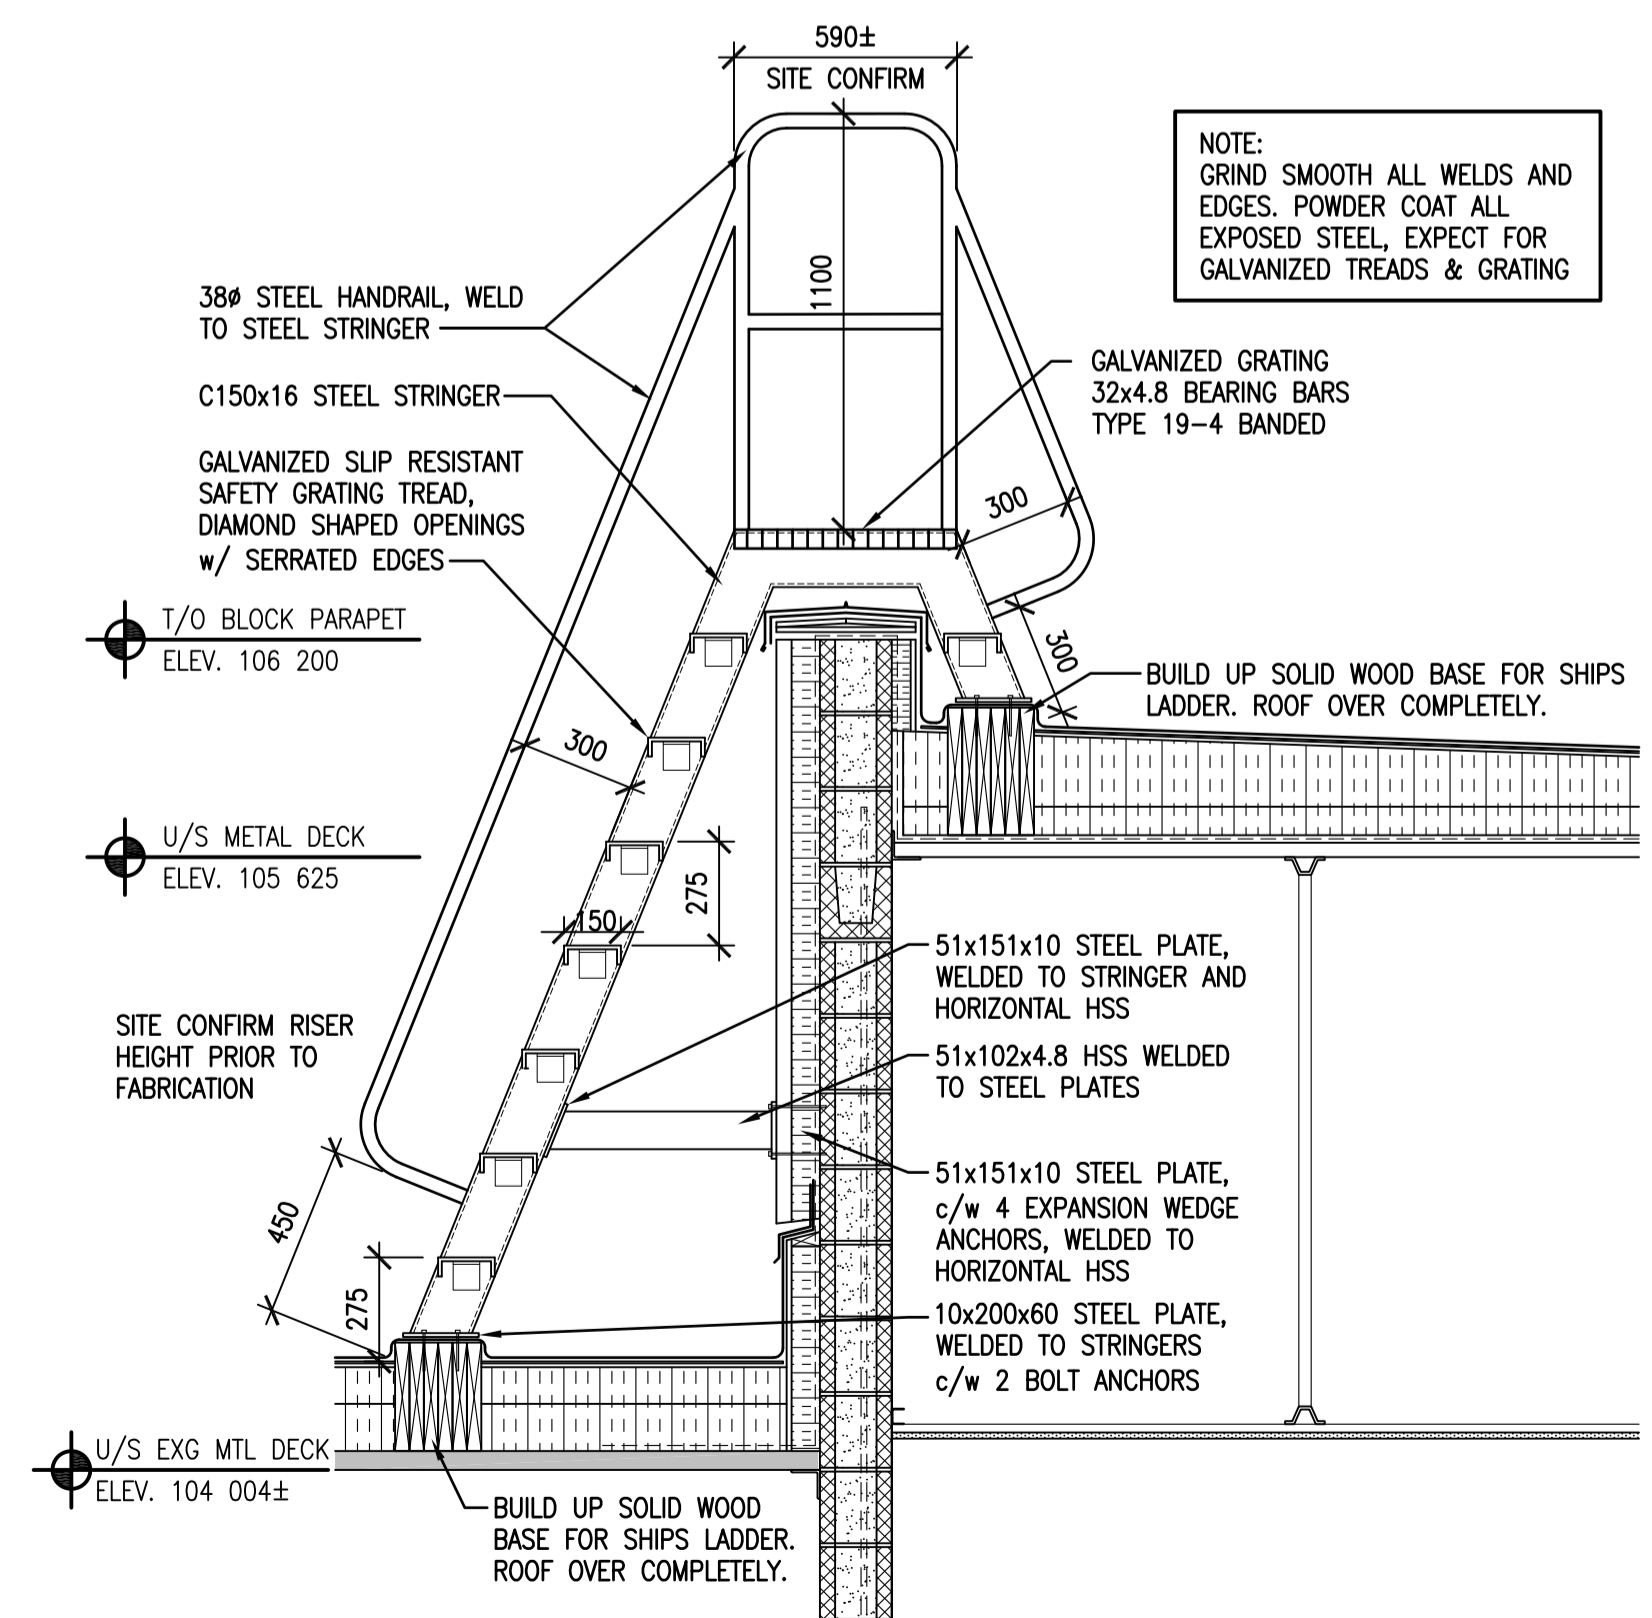 590±
SITE CONFIRM
NOTE:
GRIND SMOOTH ALL WELDS AND
EDGES. POWDER COAT ALL
EXPOSED STEEL, EXPECT FOR
GALVANIZED TREADS & GRATING
1100
38ø STEEL HANDRAIL, WELD
TO STEEL STRINGER
C150x16 STEEL STRINGER
GALVANIZED SLIP RESISTANT
SAFETY GRATING TREAD,
DIAMOND SHAPED OPENINGS
w/ SERRATED EDGES
GALVANIZED GRATING
32x4.8 BEARING BARS
TYPE 19-4 BANDED
300
T/O BLOCK PARAPET
ELEV. 106 200
300
BUILD UP SOLID WOOD BASE FOR SHIPS
LADDER. ROOF OVER COMPLETELY.
300
U/S METAL DECK
ELEV. 105 625
275
150
51x151x10 STEEL PLATE,
WELDED TO STRINGER AND
HORIZONTAL HSS
SITE CONFIRM RISER
HEIGHT PRIOR TO
FABRICATION
51x102x4.8 HSS WELDED
TO STEEL PLATES
51x151x10 STEEL PLATE,
c/w 4 EXPANSION WEDGE
ANCHORS, WELDED TO
HORIZONTAL HSS
450
275
10x200x60 STEEL PLATE,
WELDED TO STRINGERS
c/w 2 BOLT ANCHORS
U/S EXG MTL DECK
ELEV. 104 004±
BUILD UP SOLID WOOD
BASE FOR SHIPS LADDER.
ROOF OVER COMPLETELY.